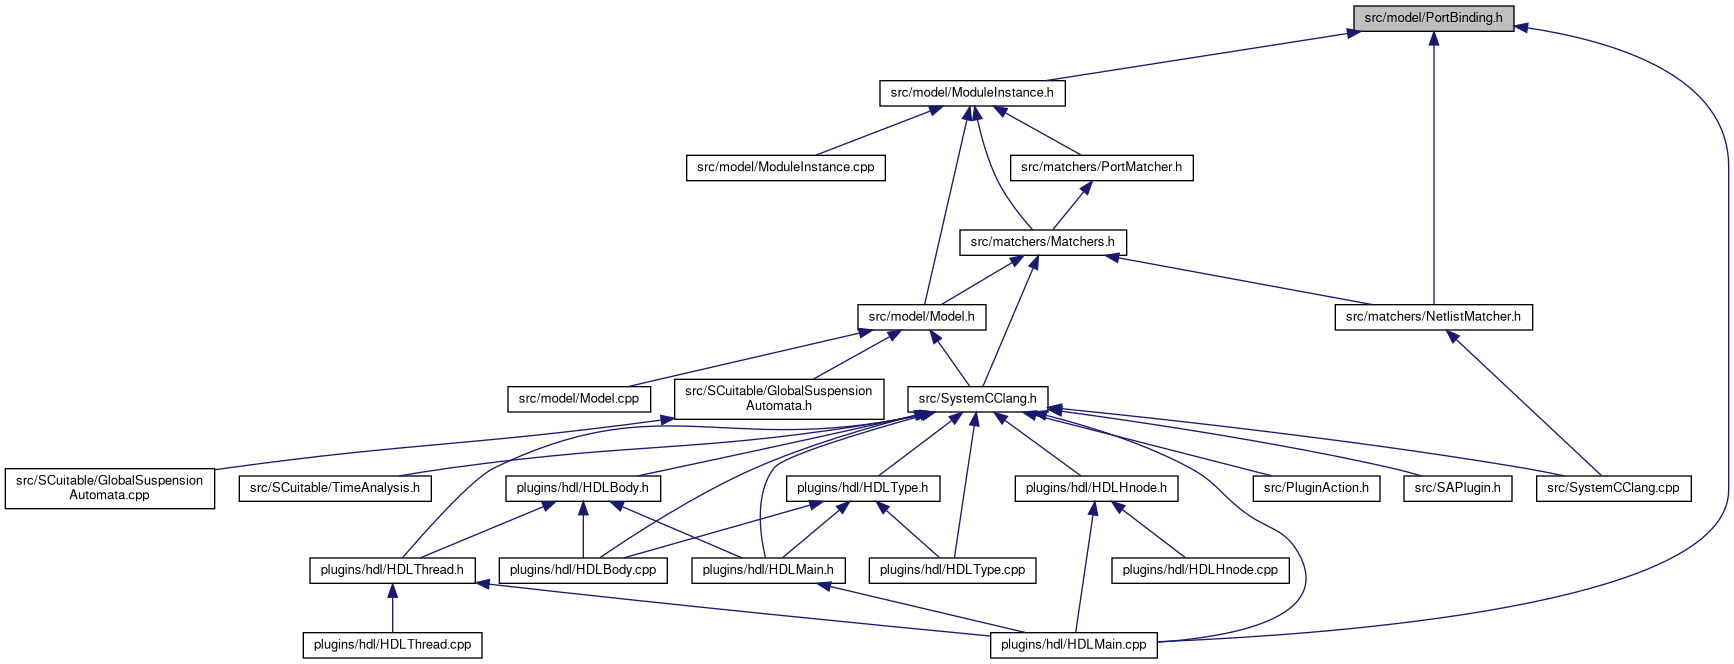 src/model/PortBinding.h
src/model/ModuleInstance.h
src/model/ModuleInstance.cpp
src/matchers/PortMatcher.h
src/matchers/Matchers.h
src/model/Model.h
src/matchers/NetlistMatcher.h
src/model/Model.cpp
src/SCuitable/GlobalSuspension
Automata.h
src/SystemCClang.h
src/SCuitable/GlobalSuspension
Automata.cpp
src/SCuitable/TimeAnalysis.h
plugins/hdl/HDLBody.h
plugins/hdl/HDLType.h
plugins/hdl/HDLHnode.h
src/PluginAction.h
src/SAPlugin.h
src/SystemCClang.cpp
plugins/hdl/HDLThread.h
plugins/hdl/HDLBody.cpp
plugins/hdl/HDLMain.h
plugins/hdl/HDLType.cpp
plugins/hdl/HDLHnode.cpp
plugins/hdl/HDLThread.cpp
plugins/hdl/HDLMain.cpp